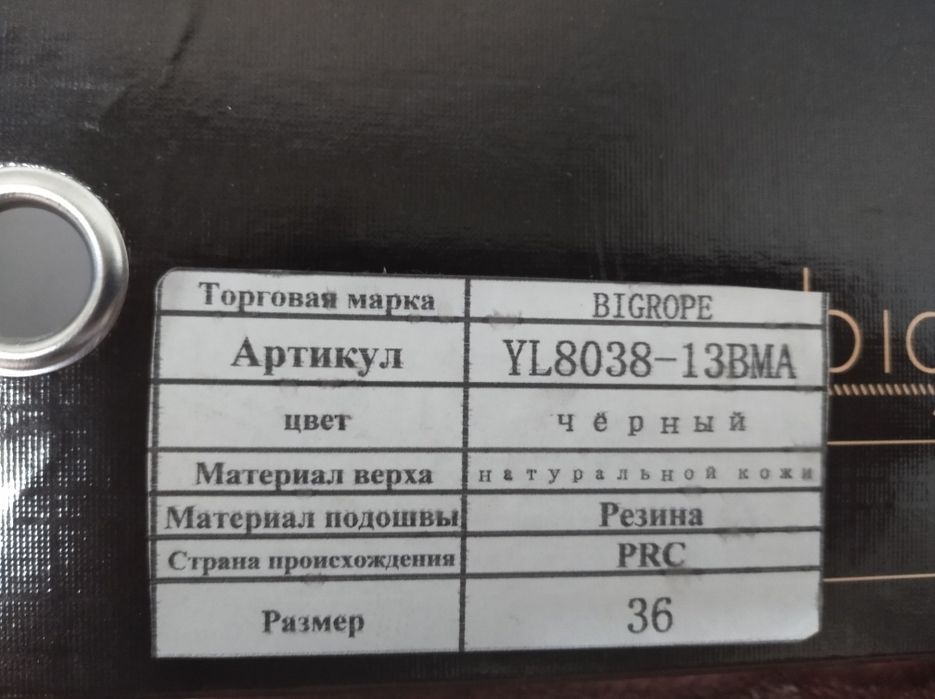 Торговая марка BIGROPE
Артикул YL8038-13BMA
цвет чёрный
Материал верха натуральной кожи
Материал подошвы Резина
Страна происхождения PRC
Размер 36